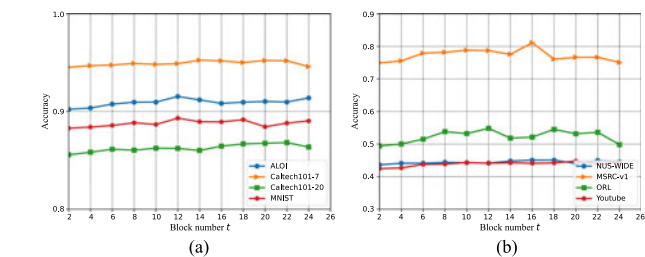 1.0
0.9
0.8
Accuracy
2 4 6 8 10 12 14 16 18 20 22 24 26
Block number t
ALOI
Caltech101-7
Caltech101-20
MNIST
(a)
0.9
0.8
0.7
0.6
0.5
0.4
0.3
Accuracy
2 4 6 8 10 12 14 16 18 20 22 24 26
Block number t
NUS-WIDE
MSRC-v1
ORL
Youtube
(b)